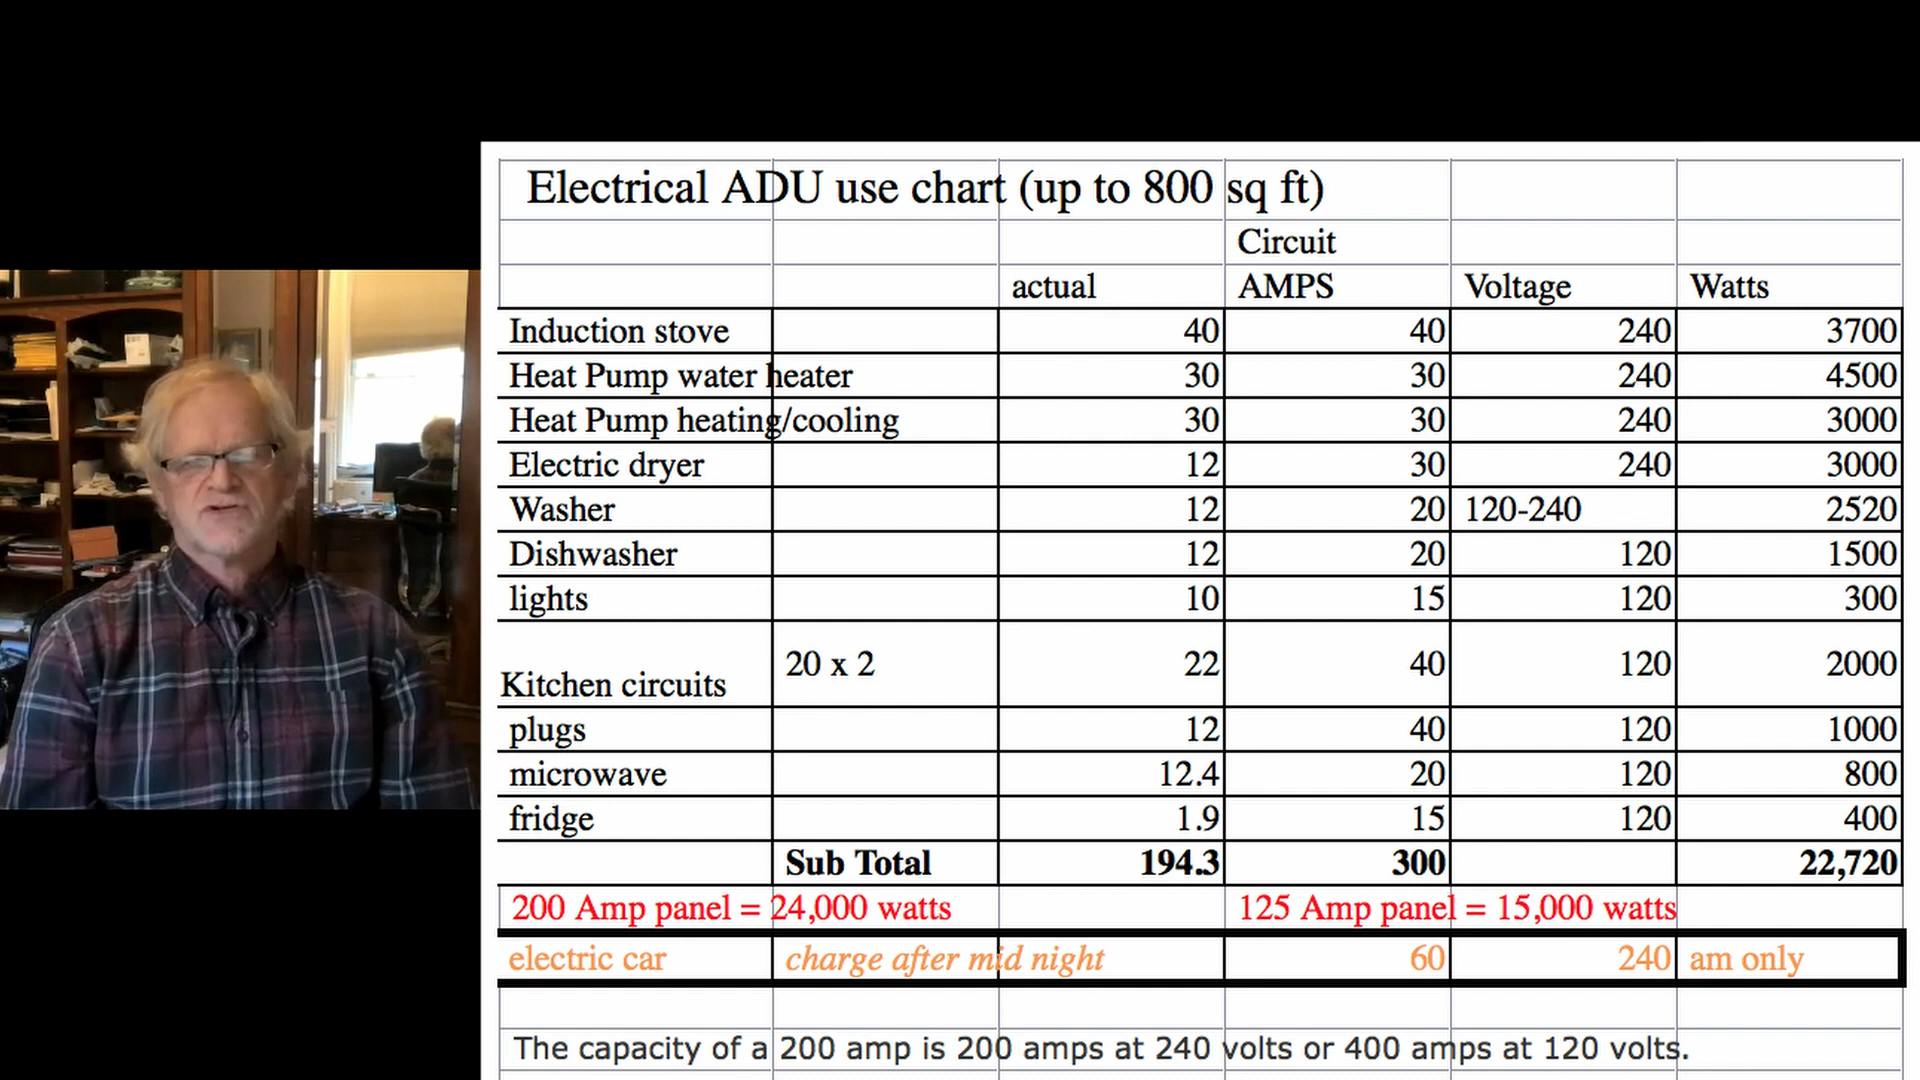 Electrical ADU use chart (up to 800 sq ft)
Circuit
actual AMPS Voltage Watts
Induction stove 40 40 240 3700
Heat Pump water heater 30 30 240 4500
Heat Pump heating/cooling 30 30 240 3000
Electric dryer 12 30 240 3000
Washer 12 20 120-240 2520
Dishwasher 12 20 120 1500
lights 10 15 120 300
Kitchen circuits 20 x 2 22 40 120 2000
plugs 12 40 120 1000
microwave 12.4 20 120 800
fridge 1.9 15 120 400
Sub Total 194.3 300 22,720
200 Amp panel = 24,000 watts 125 Amp panel = 15,000 watts
electric car charge after mid night 60 240 am only
The capacity of a 200 amp is 200 amps at 240 volts or 400 amps at 120 volts.